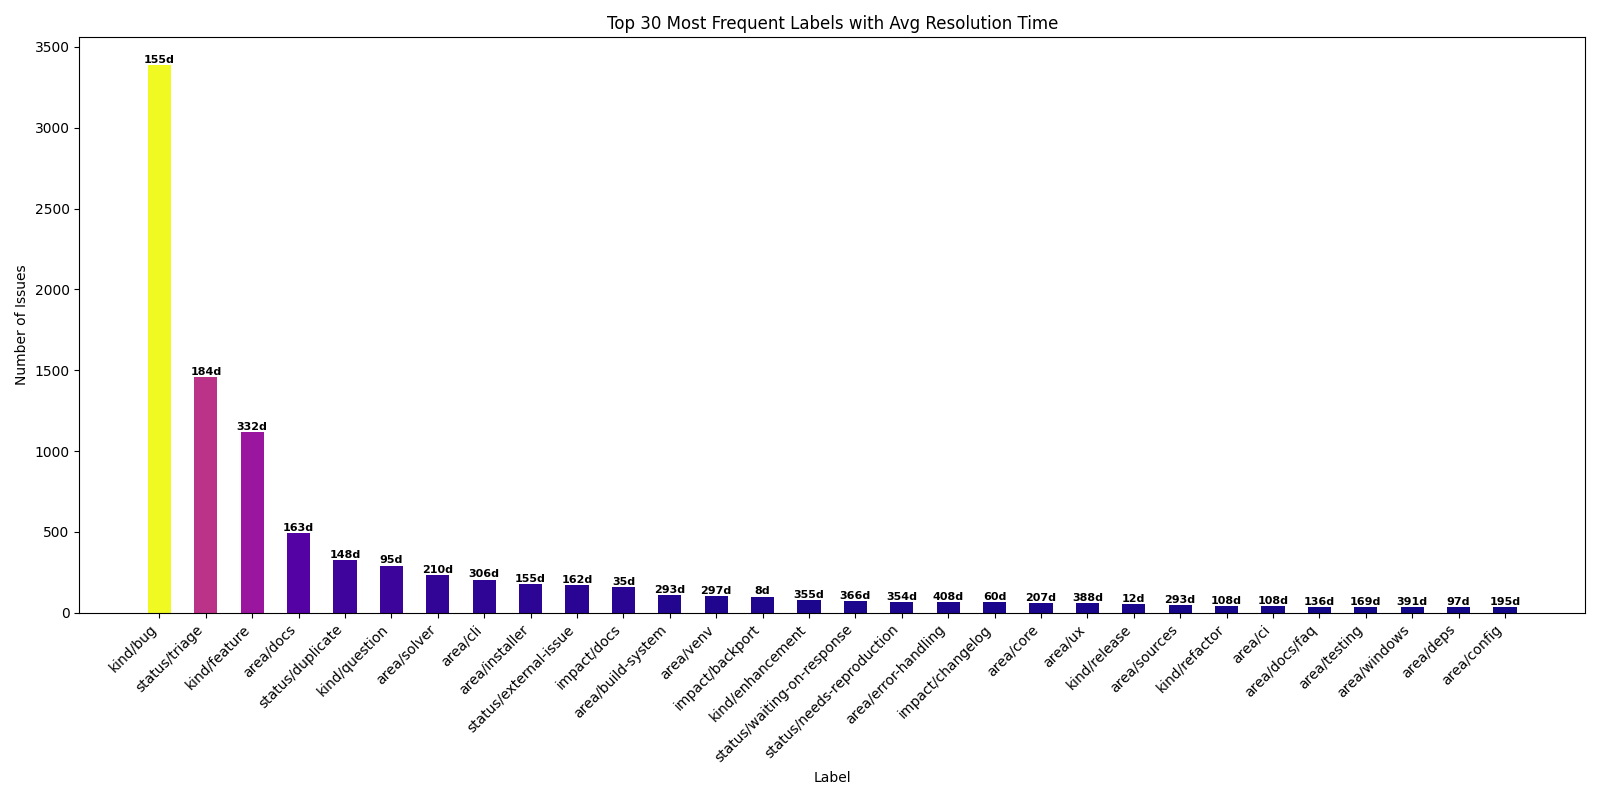 Top 30 Most Frequent Labels with Avg Resolution Time
Number of Issues
3500
3000
2500
2000
1500
1000
500
0
155d
184d
332d
163d
148d
95d
210d
306d
155d
162d
35d
293d
297d
8d
355d
366d
354d
408d
60d
207d
388d
12d
293d
108d
108d
136d
169d
391d
97d
195d
kind/bug
status/triage
kind/feature
area/docs
status/duplicate
kind/question
area/solver
area/cli
area/installer
status/external-issue
impact/docs
area/build-system
area/venv
impact/backport
kind/enhancement
status/waiting-on-response
status/needs-reproduction
area/error-handling
impact/changelog
area/core
area/ux
kind/release
area/sources
kind/refactor
area/ci
area/docs/faq
area/testing
area/windows
area/deps
area/config
Label